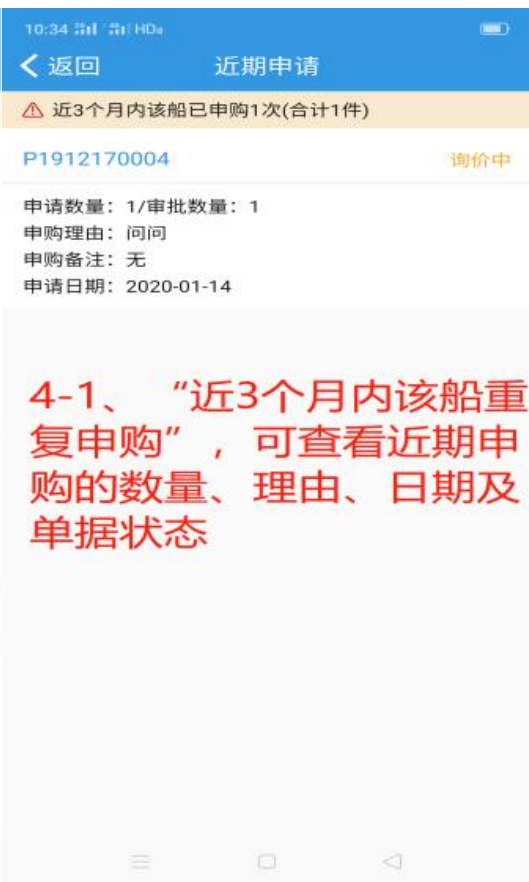 10:34 HD
返回 近期申请
近3个月内该船已申购1次(合计1件)
P1912170004 询价中
申请数量：1/审批数量：1
申购理由：问问
申购备注：无
申请日期：2020-01-14
4-1、“近3个月内该船重
复申购”，可查看近期申
购的数量、理由、日期及
单据状态